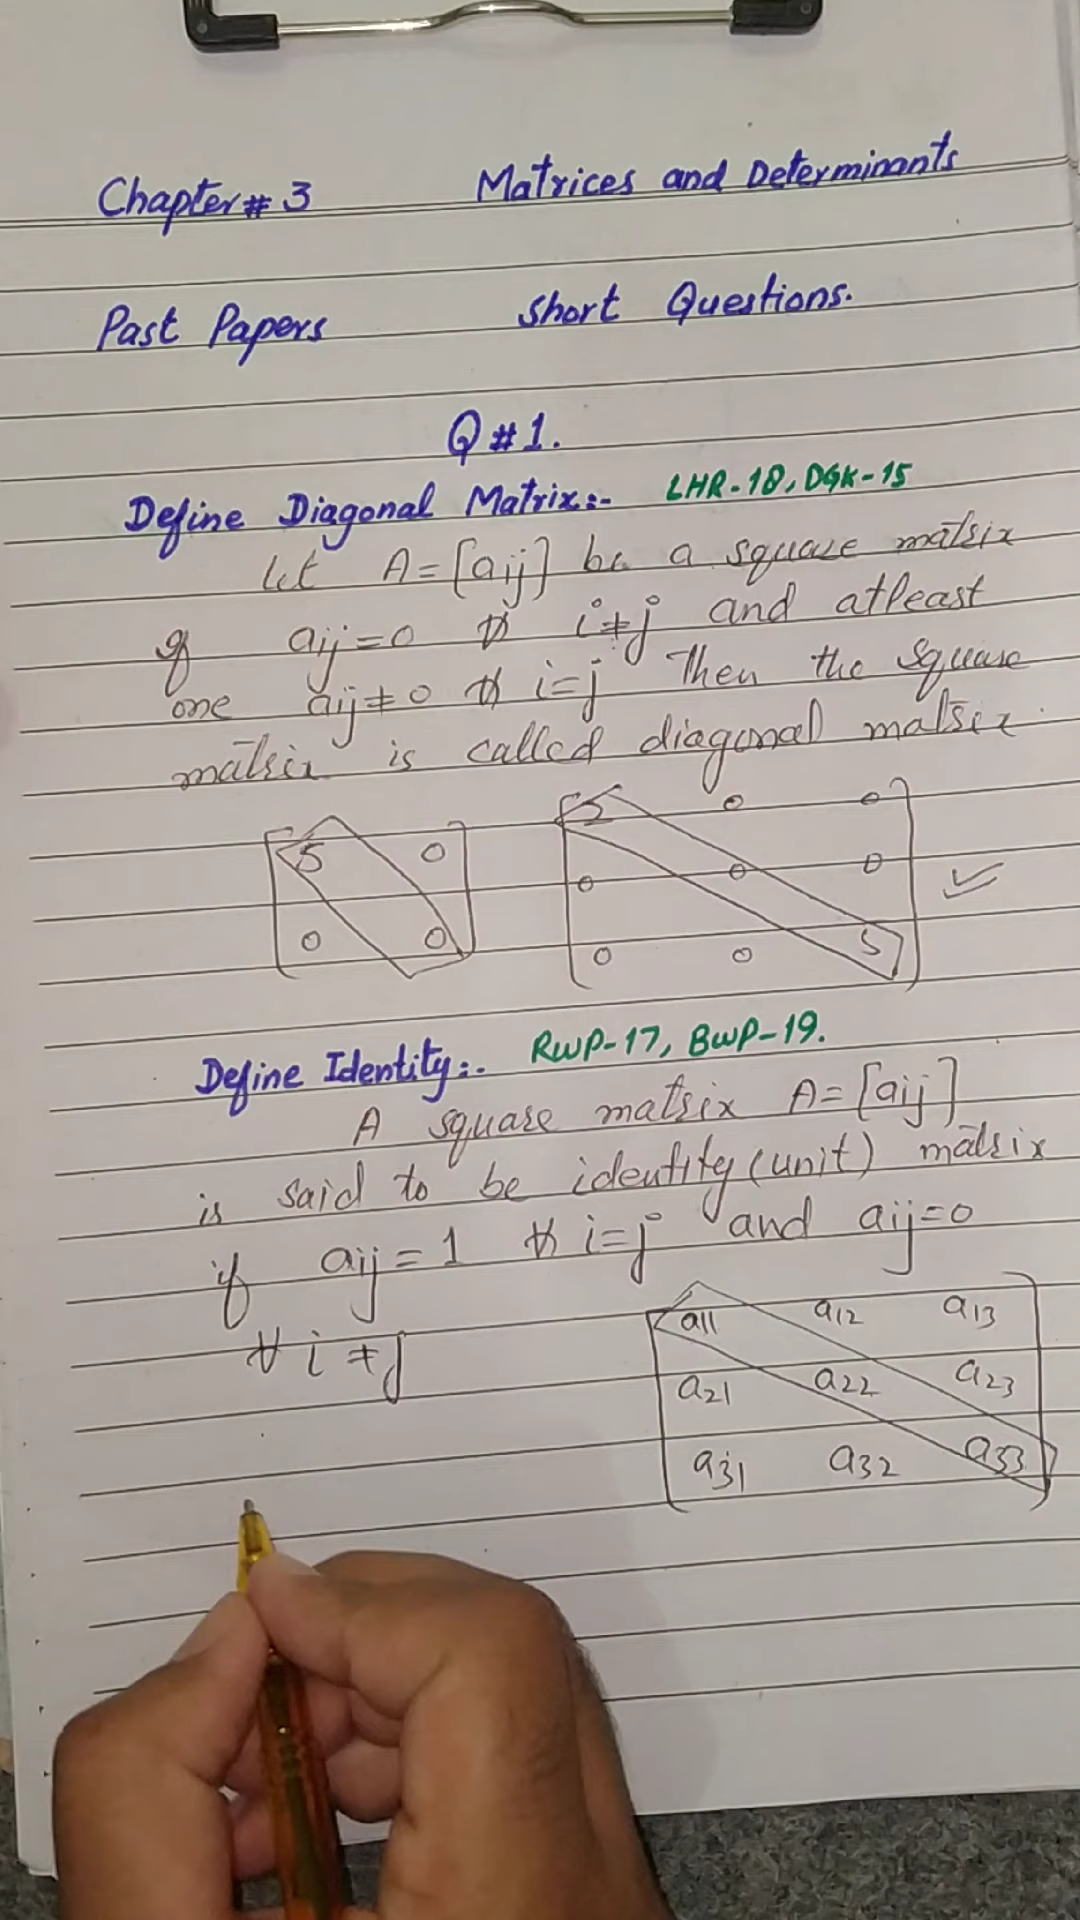 Chapter# 3 Matrices and Determinants
Past Papers Short Questions.
Q #1.
Define Diagonal Matrix:- LHR-18, DGK-15
let A=[aij] be a square matrix
If aij=0 ∀ i≠j and atleast
one aij≠0 ∀ i=j Then the square
matrix is called diagonal matrix.
5 0
0 0
2 0 0
0 0 0
0 0 5
Define Identity:- RWP-17, BWP-19.
A square matrix A=[aij]
is said to be identity (unit) matrix
if aij = 1 ∀ i=j and aij=0
∀ i ≠ j
a11 a12 a13
a21 a22 a23
a31 a32 a33